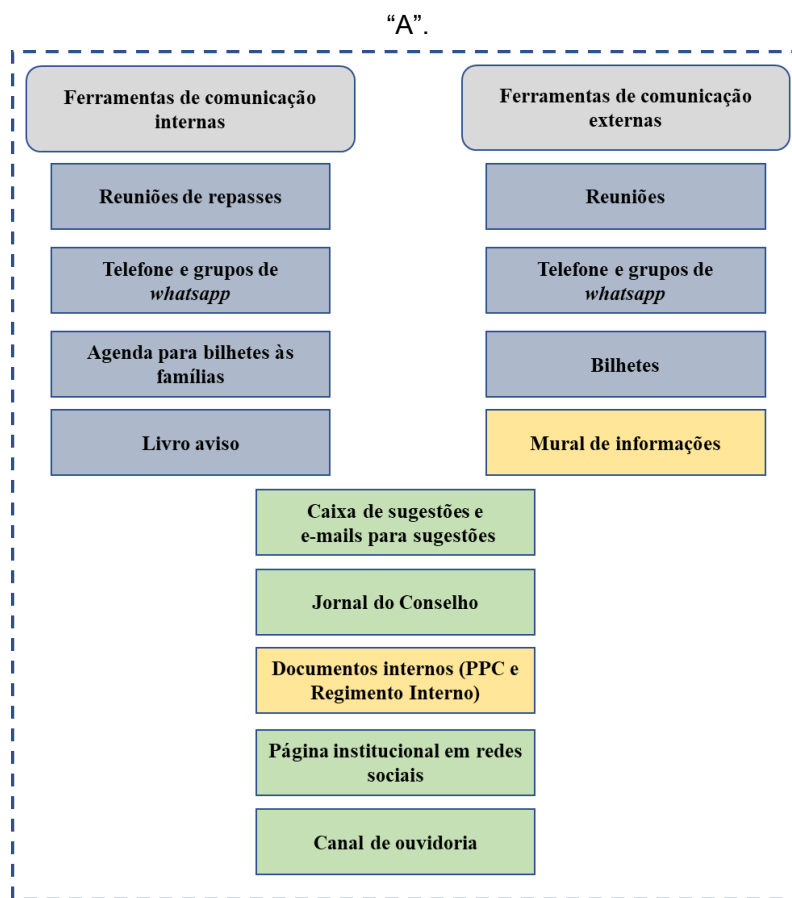 “A”.
Ferramentas de comunicação
internas
Ferramentas de comunicação
externas
Reuniões de repasses
Reuniões
Telefone e grupos de
whatsapp
Telefone e grupos de
whatsapp
Agenda para bilhetes às
famílias
Bilhetes
Livro aviso
Mural de informações
Caixa de sugestões e
e-mails para sugestões
Jornal do Conselho
Documentos internos (PPC e
Regimento Interno)
Página institucional em redes
sociais
Canal de ouvidoria